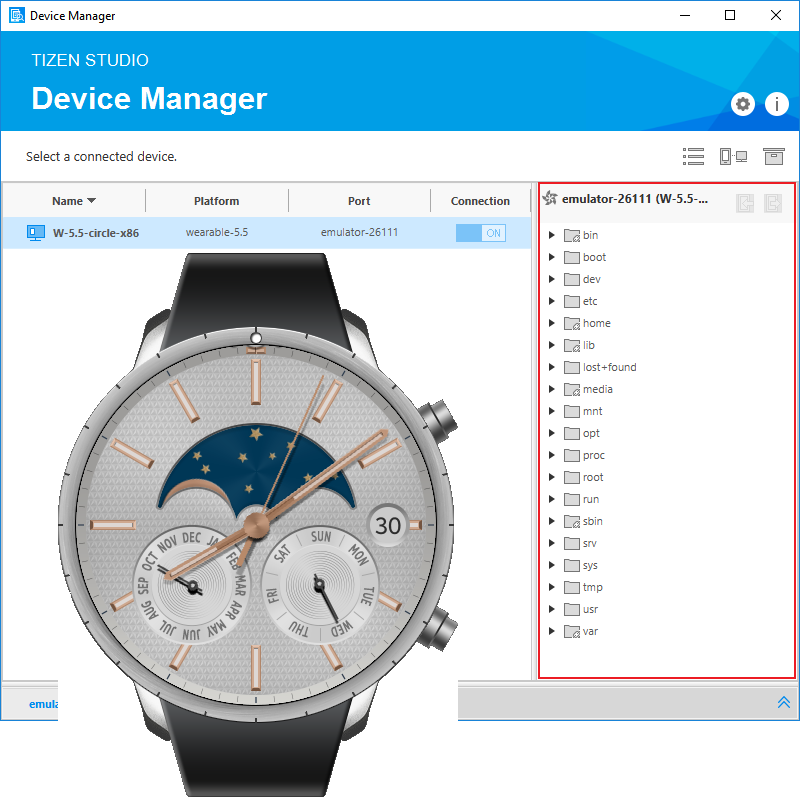 Device Manager
TIZEN STUDIO
Device Manager
Select a connected device.
Name Platform Port Connection
W-5.5-circle-x86 wearable-5.5 emulator-26111 ON
emulator-26111 (W-5.5-...
bin
boot
dev
etc
home
lib
lost+found
media
mnt
opt
proc
root
run
sbin
srv
sys
tmp
usr
var
30
FEB MAR APR MAY JUN JUL AUG SEP OCT NOV DEC
SUN MON TUE WED THU FRI SAT